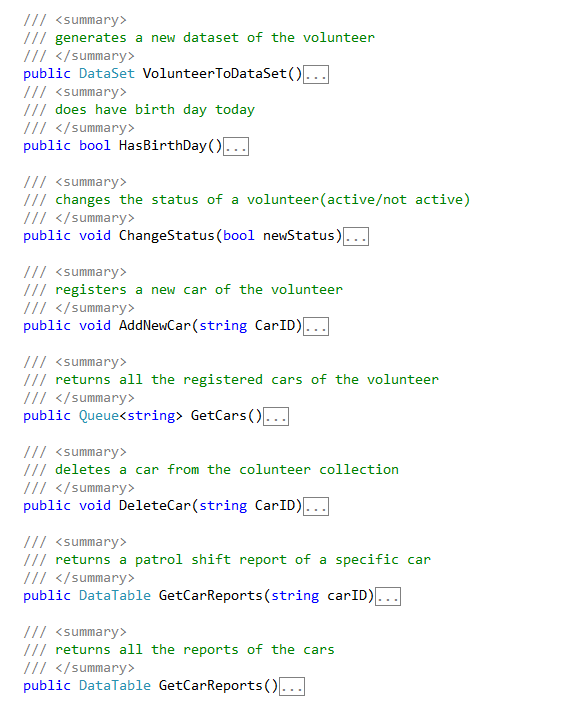 /// <summary>
/// generates a new dataset of the volunteer
/// </summary>
public DataSet VolunteerToDataSet()...
/// <summary>
/// does have birth day today
/// </summary>
public bool HasBirthDay()...
/// <summary>
/// changes the status of a volunteer(active/not active)
/// </summary>
public void ChangeStatus(bool newStatus)...
/// <summary>
/// registers a new car of the volunteer
/// </summary>
public void AddNewCar(string CarID)...
/// <summary>
/// returns all the registered cars of the volunteer
/// </summary>
public Queue<string> GetCars()...
/// <summary>
/// deletes a car from the colunteer collection
/// </summary>
public void DeleteCar(string CarID)...
/// <summary>
/// returns a patrol shift report of a specific car
/// </summary>
public DataTable GetCarReports(string carID)...
/// <summary>
/// returns all the reports of the cars
/// </summary>
public DataTable GetCarReports()...